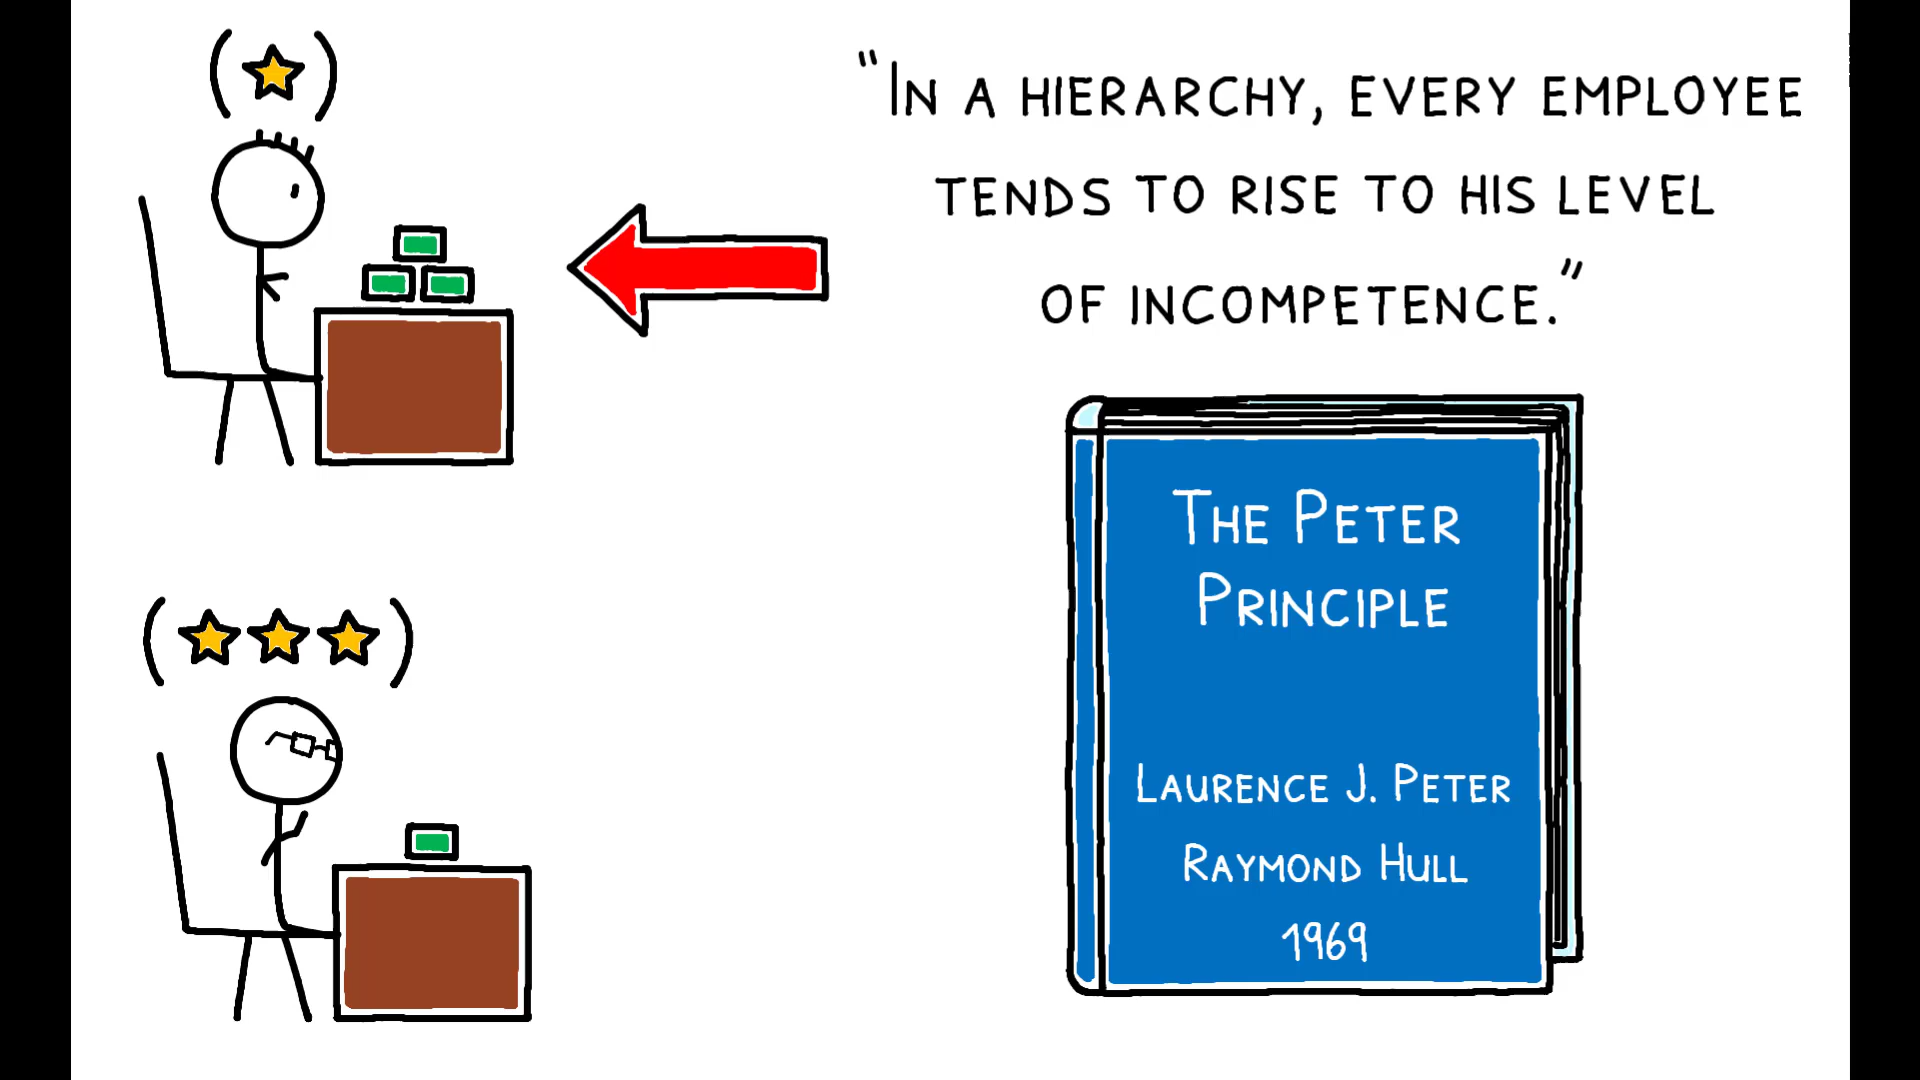 "In a hierarchy, every employee
tends to rise to his level
of incompetence."
The Peter
Principle
Laurence J. Peter
Raymond Hull
1969